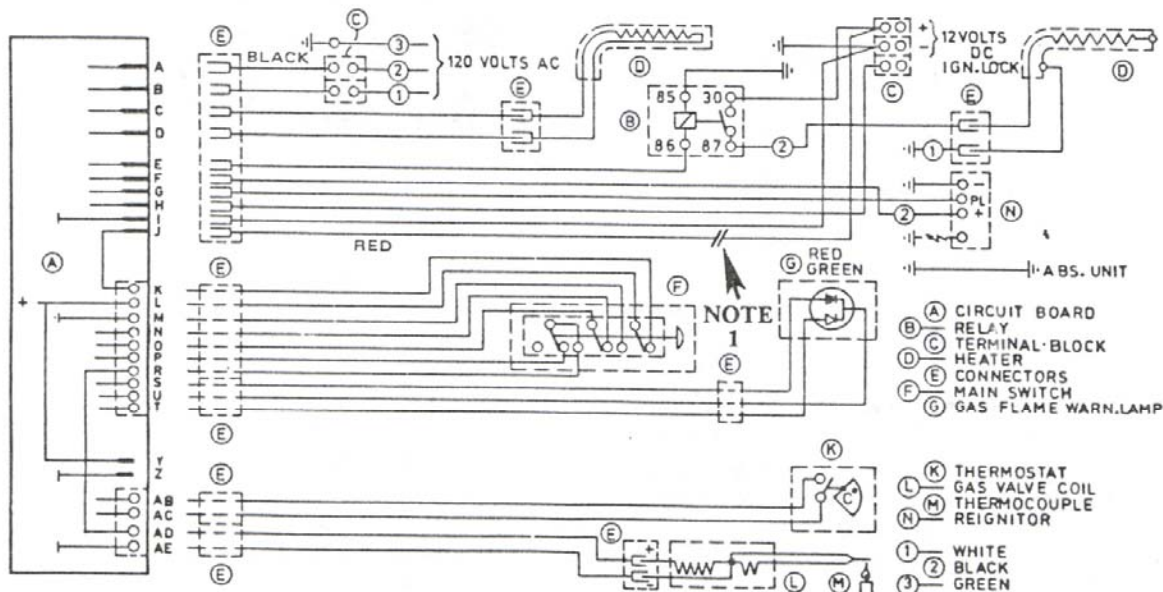 A
B
C
D
E
F
G
H
I
J
A
+
K
L
M
N
O
P
R
S
U
T
Y
Z
AB
AC
AD
AE
E
BLACK
C
3
2
1
120 VOLTS AC
E
D
B
85 30
86 87
2
+
-
12 VOLTS
DC
IGN. LOCK
C
E
D
1
-
PL
+
2
N
ABS. UNIT
RED
E
E
F
NOTE
1
E
G RED
GREEN
E
E
K
C°
E
+
-
L
M
A CIRCUIT BOARD
B RELAY
C TERMINAL-BLOCK
D HEATER
E CONNECTORS
F MAIN SWITCH
G GAS FLAME WARN.LAMP
K THERMOSTAT
L GAS VALVE COIL
M THERMOCOUPLE
N REIGNITOR
1 WHITE
2 BLACK
3 GREEN